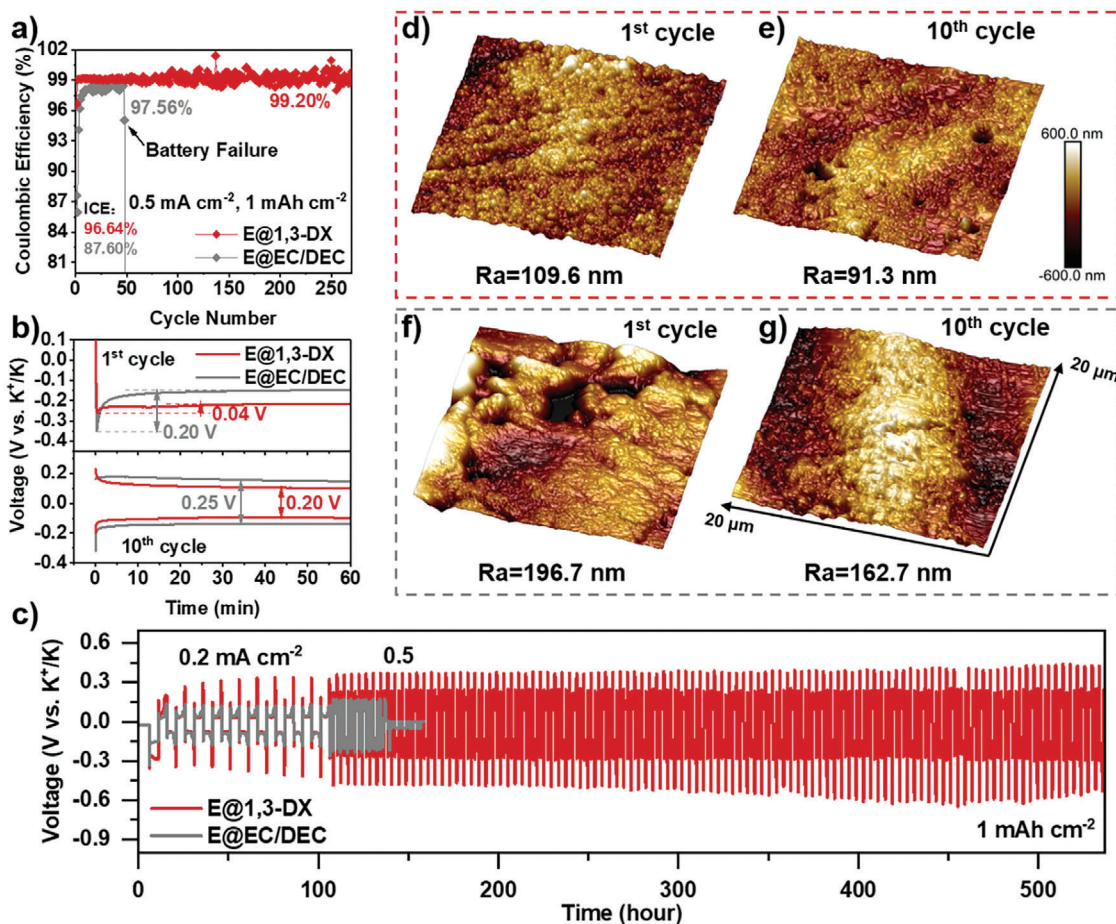 a)
102
99
96
93
90
87
84
81
Coulombic Efficiency (%)
97.56%
99.20%
Battery Failure
0.5 mA cm⁻², 1 mAh cm⁻²
ICE:
96.64%
87.60%
E@1,3-DX
E@EC/DEC
0 50 100 150 200 250
Cycle Number
b)
0.1
0.0
-0.1
-0.2
-0.3
-0.4
1st cycle
E@1,3-DX
E@EC/DEC
0.04 V
0.20 V
Voltage (V vs. K⁺/K)
0.2
0.0
-0.2
-0.4
0.25 V
0.20 V
10th cycle
0 10 20 30 40 50 60
Time (min)
d)
1st cycle
Ra=109.6 nm
e)
10th cycle
Ra=91.3 nm
600.0 nm
-600.0 nm
f)
1st cycle
Ra=196.7 nm
g)
10th cycle
20 µm
20 µm
Ra=162.7 nm
c)
0.6
0.3
0.0
-0.3
-0.6
-0.9
Voltage (V vs. K⁺/K)
0.2 mA cm⁻²
0.5
E@1,3-DX
E@EC/DEC
1 mAh cm⁻²
0 100 200 300 400 500
Time (hour)